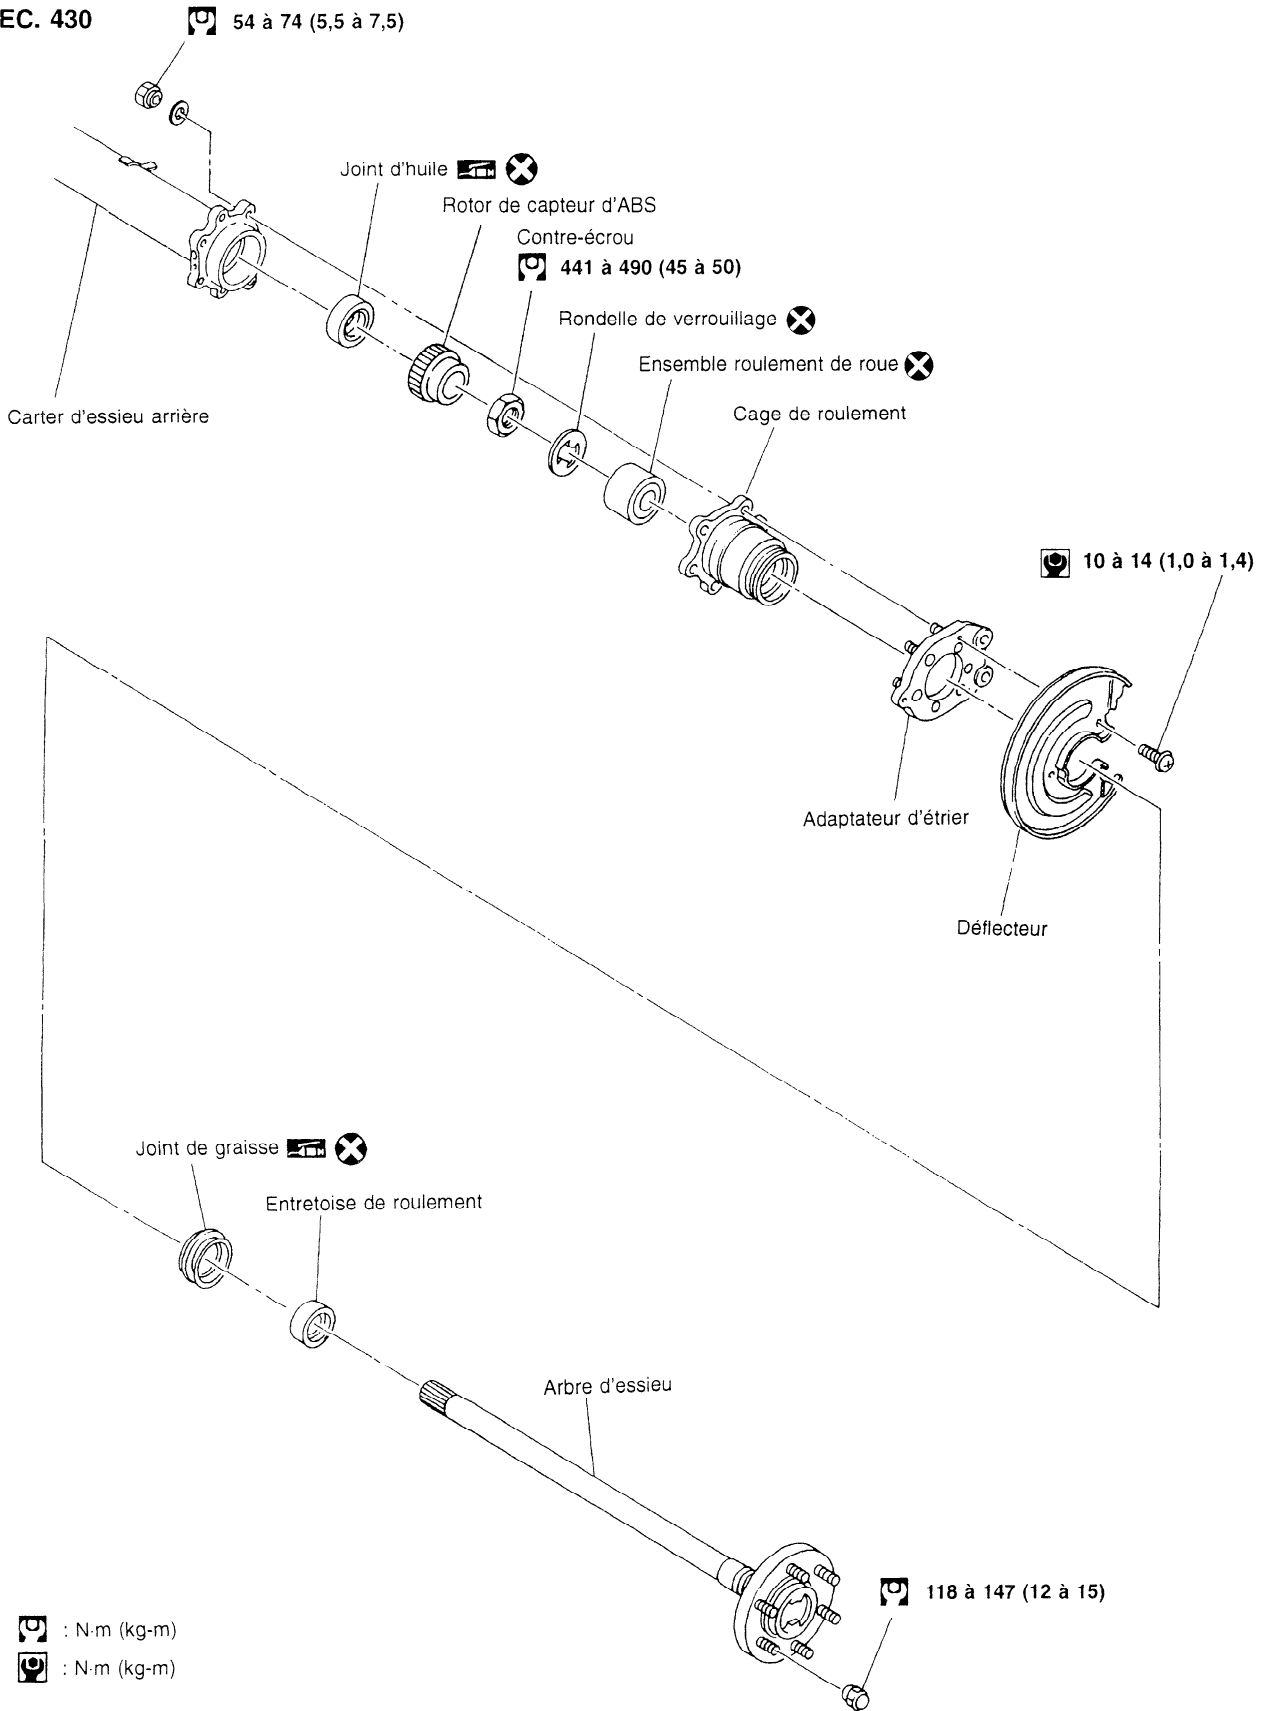 EC. 430
54 à 74 (5,5 à 7,5)
Joint d'huile
Rotor de capteur d'ABS
Contre-écrou
441 à 490 (45 à 50)
Rondelle de verrouillage
Ensemble roulement de roue
Cage de roulement
Carter d'essieu arrière
10 à 14 (1,0 à 1,4)
Adaptateur d'étrier
Déflecteur
Joint de graisse
Entretoise de roulement
Arbre d'essieu
118 à 147 (12 à 15)
: N·m (kg-m)
: N·m (kg-m)